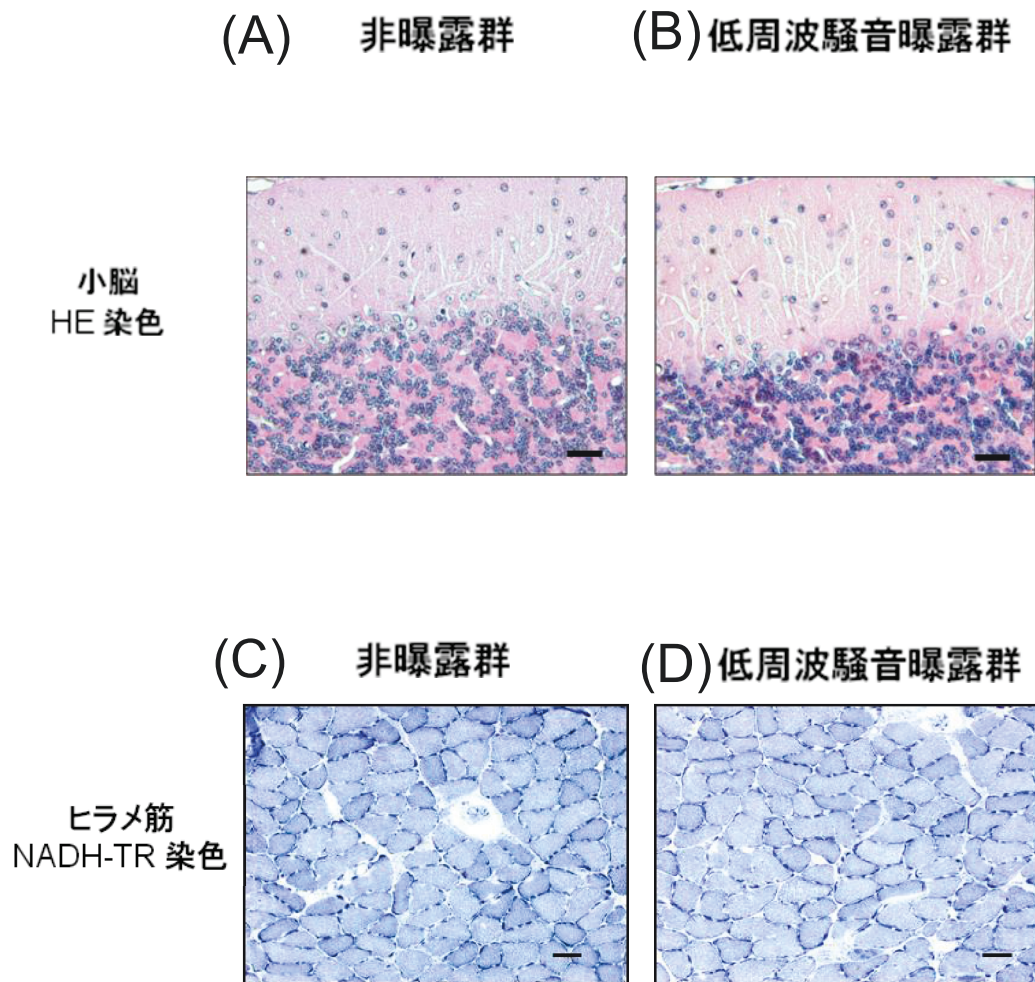 (A) 非曝露群 (B) 低周波騒音曝露群
小脳
HE 染色
(C) 非曝露群 (D) 低周波騒音曝露群
ヒラメ筋
NADH-TR 染色